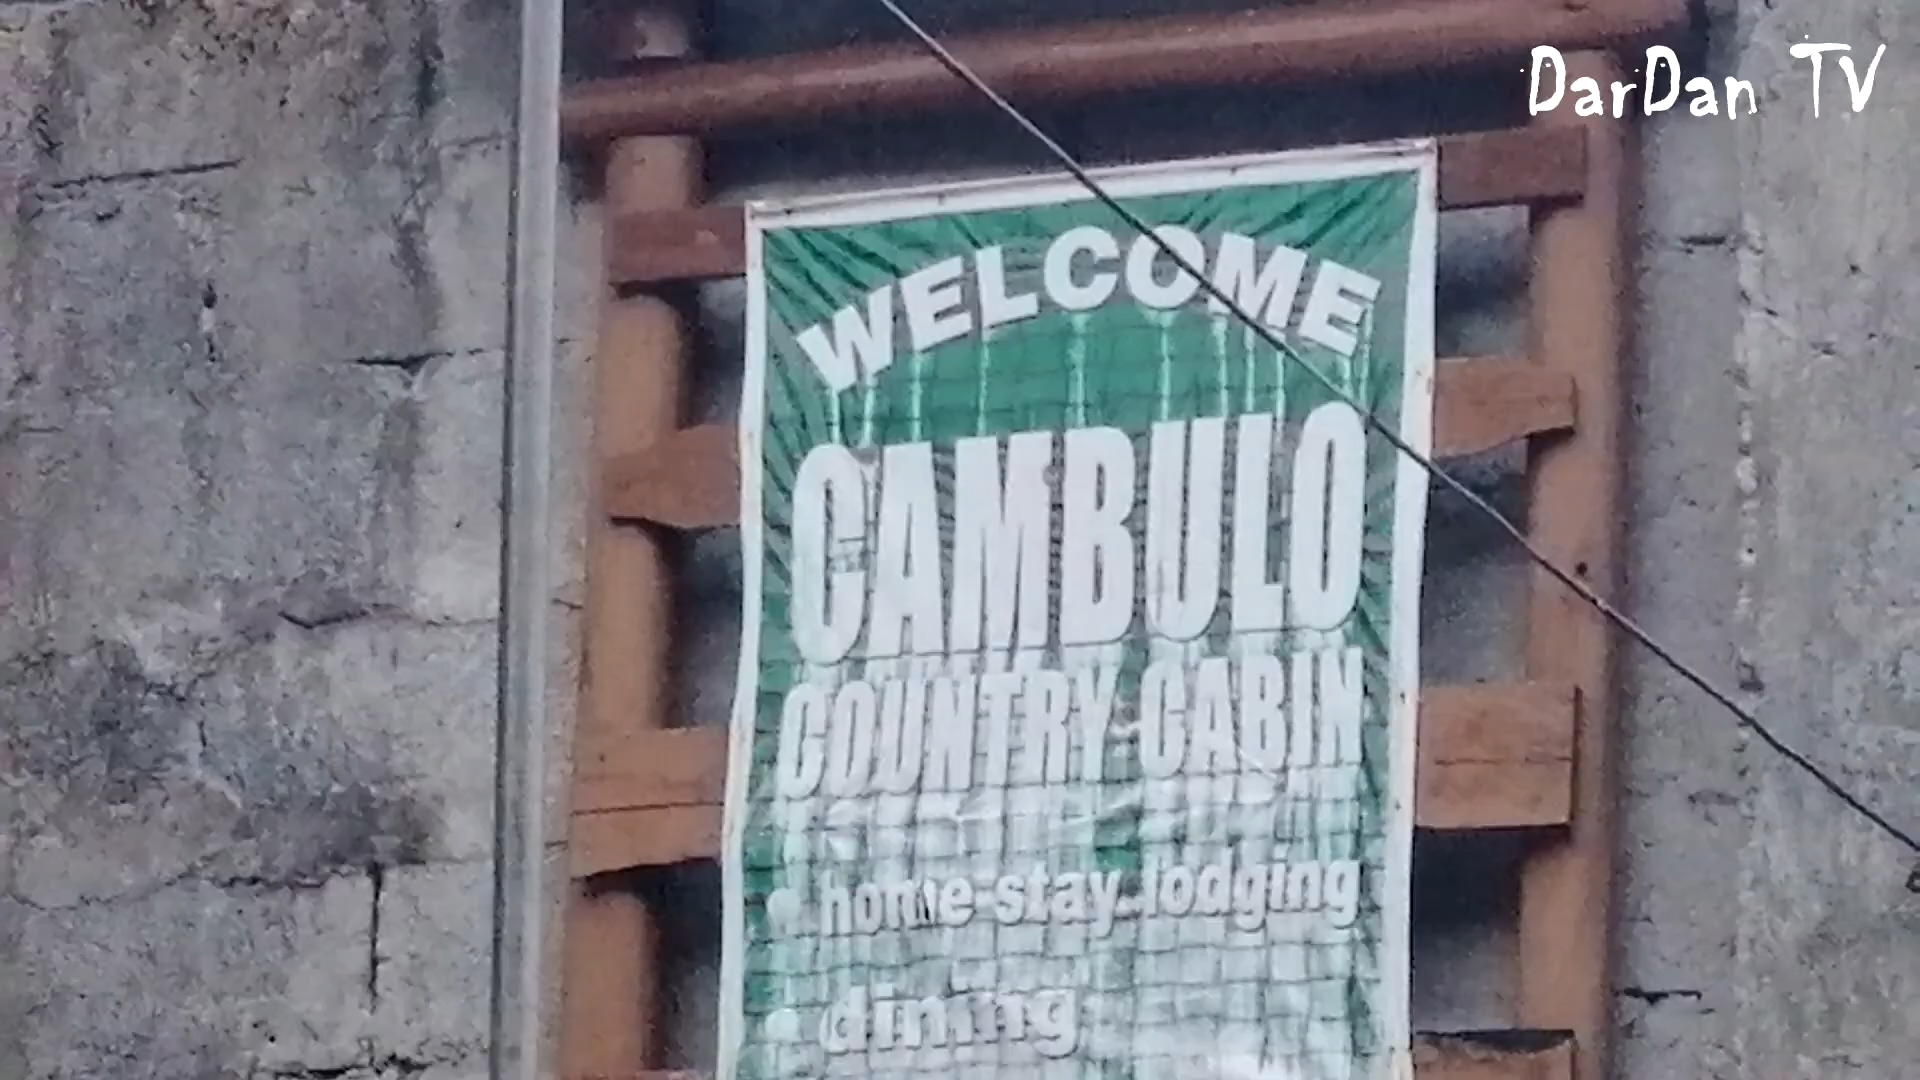 DarDan TV
WELCOME
CAMBULO
COUNTRY CABIN
• home-stay lodging
• dining